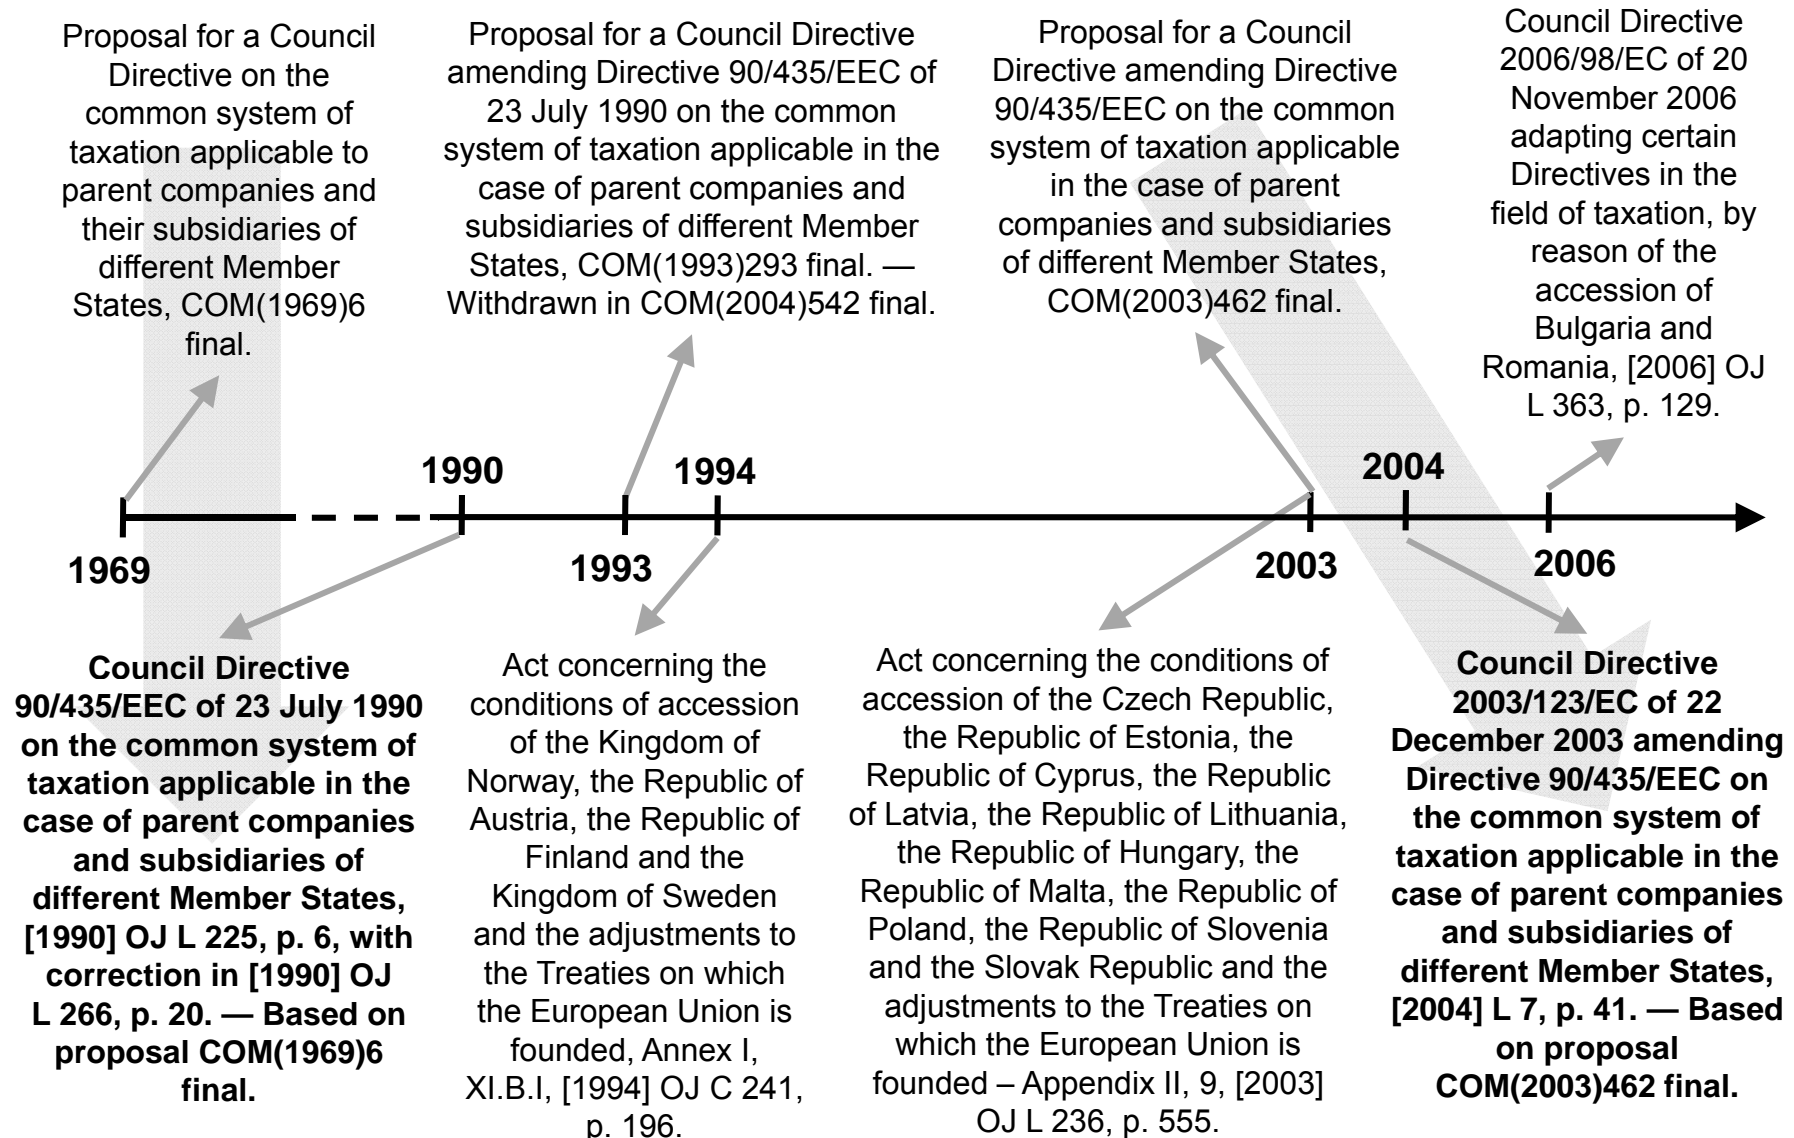 Proposal for a Council
Directive on the
common system of
taxation applicable to
parent companies and
their subsidiaries of
different Member
States, COM(1969)6
final.
Proposal for a Council Directive
amending Directive 90/435/EEC of
23 July 1990 on the common
system of taxation applicable in the
case of parent companies and
subsidiaries of different Member
States, COM(1993)293 final. —
Withdrawn in COM(2004)542 final.
Proposal for a Council
Directive amending Directive
90/435/EEC on the common
system of taxation applicable
in the case of parent
companies and subsidiaries
of different Member States,
COM(2003)462 final.
Council Directive
2006/98/EC of 20
November 2006
adapting certain
Directives in the
field of taxation, by
reason of the
accession of
Bulgaria and
Romania, [2006] OJ
L 363, p. 129.
1990
1994
2004
1969
1993
2003
2006
Council Directive
90/435/EEC of 23 July 1990
on the common system of
taxation applicable in the
case of parent companies
and subsidiaries of
different Member States,
[1990] OJ L 225, p. 6, with
correction in [1990] OJ
L 266, p. 20. — Based on
proposal COM(1969)6
final.
Act concerning the
conditions of accession
of the Kingdom of
Norway, the Republic of
Austria, the Republic of
Finland and the
Kingdom of Sweden
and the adjustments to
the Treaties on which
the European Union is
founded, Annex I,
XI.B.I, [1994] OJ C 241,
p. 196.
Act concerning the conditions of
accession of the Czech Republic,
the Republic of Estonia, the
Republic of Cyprus, the Republic
of Latvia, the Republic of Lithuania,
the Republic of Hungary, the
Republic of Malta, the Republic of
Poland, the Republic of Slovenia
and the Slovak Republic and the
adjustments to the Treaties on
which the European Union is
founded – Appendix II, 9, [2003]
OJ L 236, p. 555.
Council Directive
2003/123/EC of 22
December 2003 amending
Directive 90/435/EEC on
the common system of
taxation applicable in the
case of parent companies
and subsidiaries of
different Member States,
[2004] L 7, p. 41. — Based
on proposal
COM(2003)462 final.